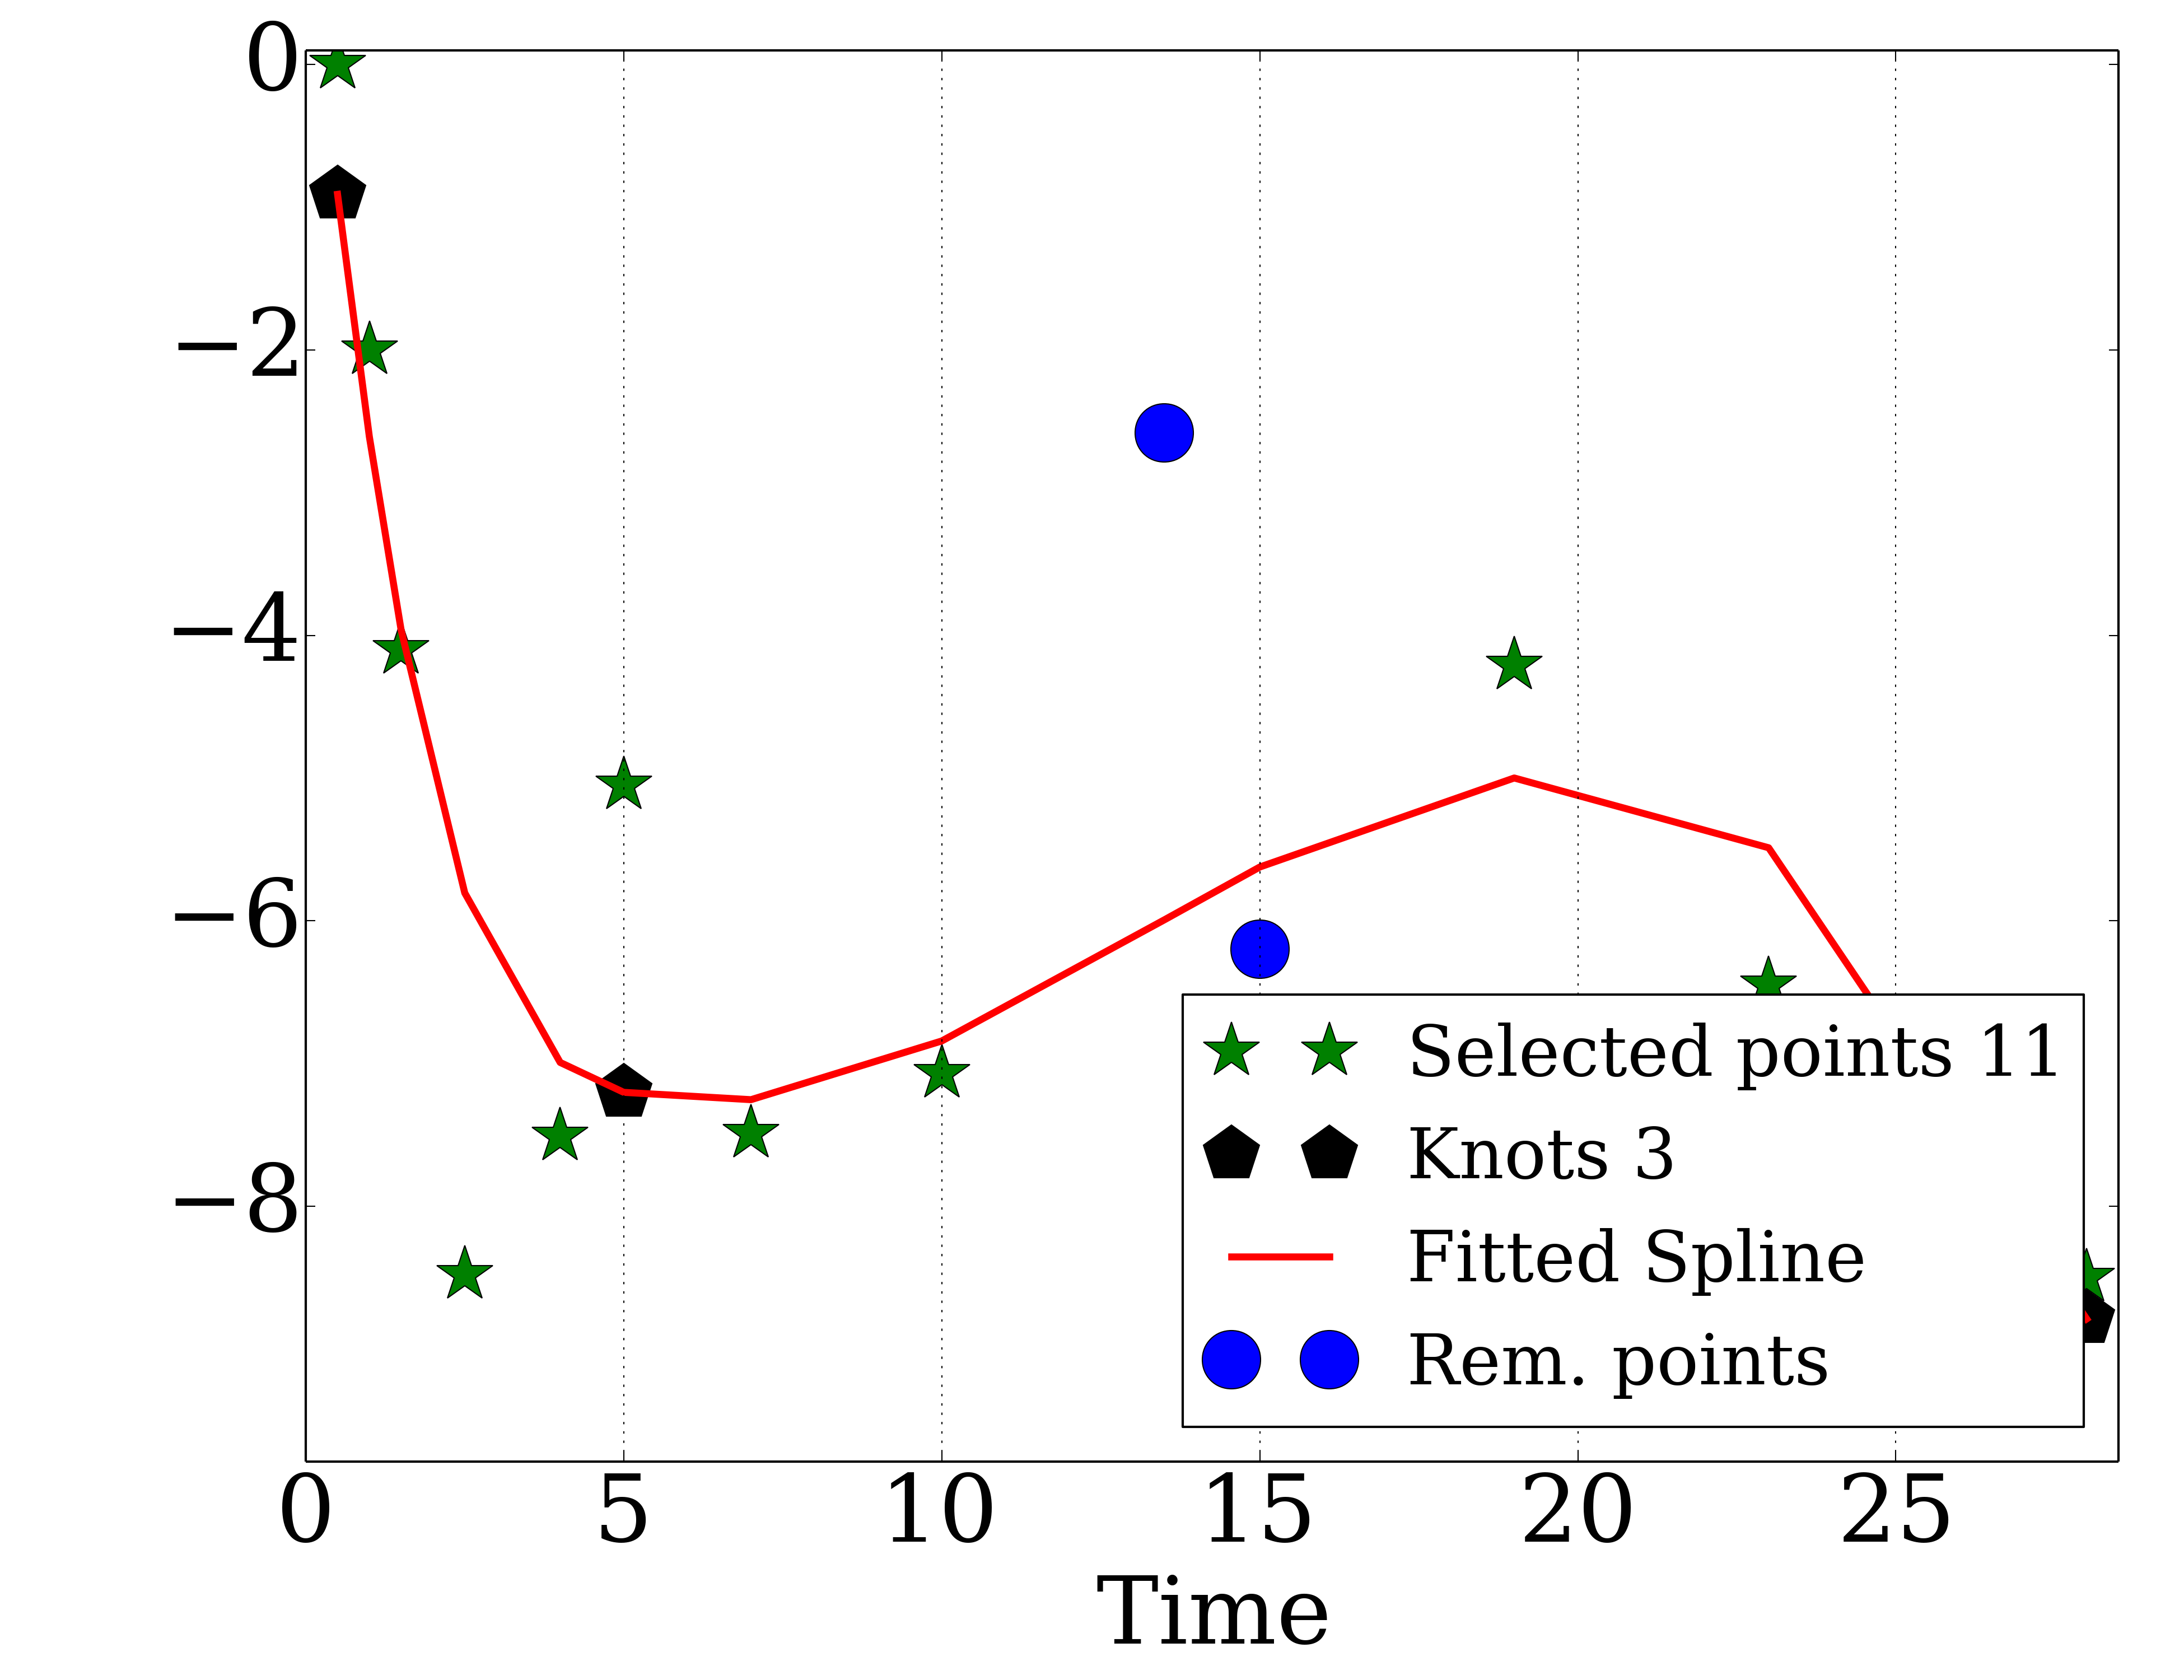 0
−2
−4
−6
−8
0 5 10 15 20 25
Time
Selected points 11
Knots 3
Fitted Spline
Rem. points